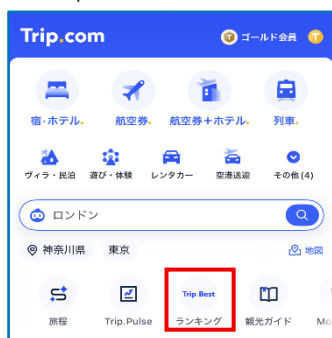 Trip.com
ゴールド会員
宿・ホテル
航空券
航空券+ホテル
列車
ヴィラ・民泊
遊び・体験
レンタカー
空港送迎
その他(4)
ロンドン
神奈川県
東京
地図
Trip.Best
旅程
Trip.Pulse
ランキング
観光ガイド
Mo